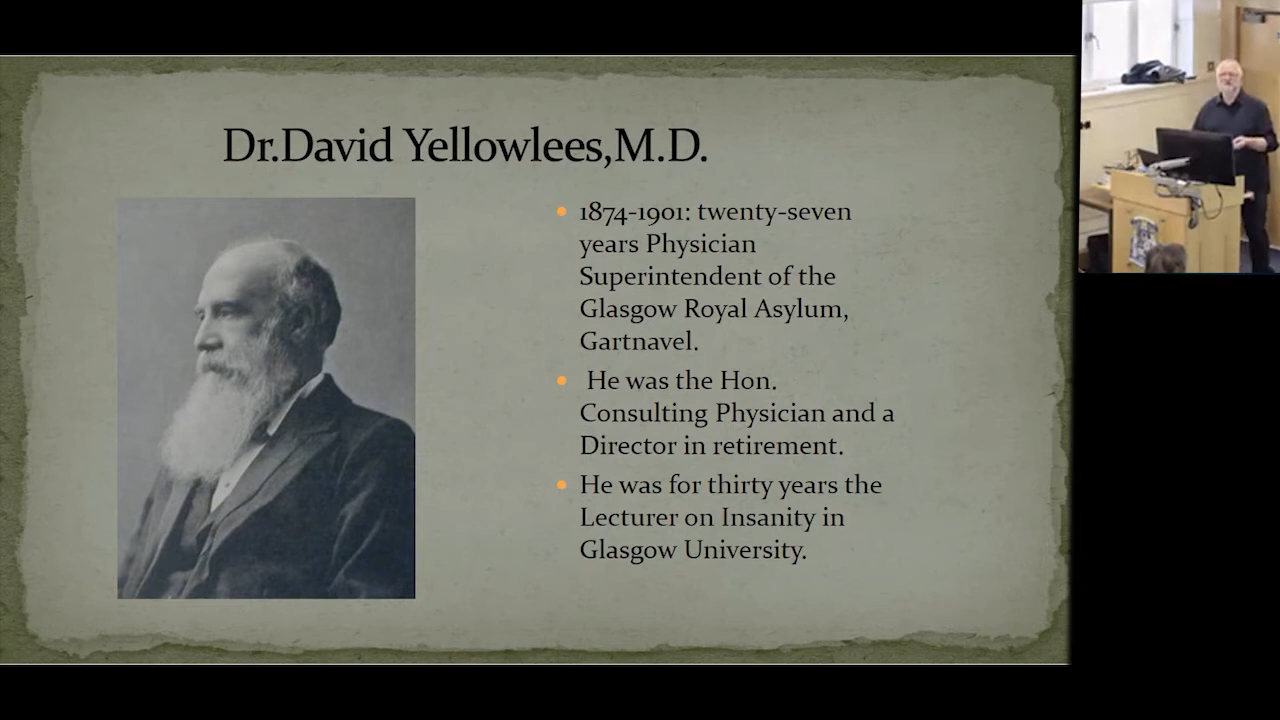 Dr.David Yellowlees,M.D.
1874-1901: twenty-seven
years Physician
Superintendent of the
Glasgow Royal Asylum,
Gartnavel.
He was the Hon.
Consulting Physician and a
Director in retirement.
He was for thirty years the
Lecturer on Insanity in
Glasgow University.